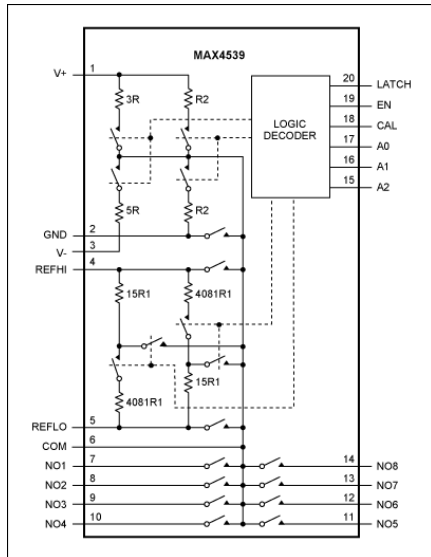 MAX4539
V+ 1
3R R2
LOGIC
DECODER
20 LATCH
19 EN
18 CAL
17 A0
16 A1
15 A2
5R R2
GND 2
V- 3
REFHI 4
15R1 4081R1
15R1
4081R1
REFLO 5
COM 6
NO1 7 14 NO8
NO2 8 13 NO7
NO3 9 12 NO6
NO4 10 11 NO5